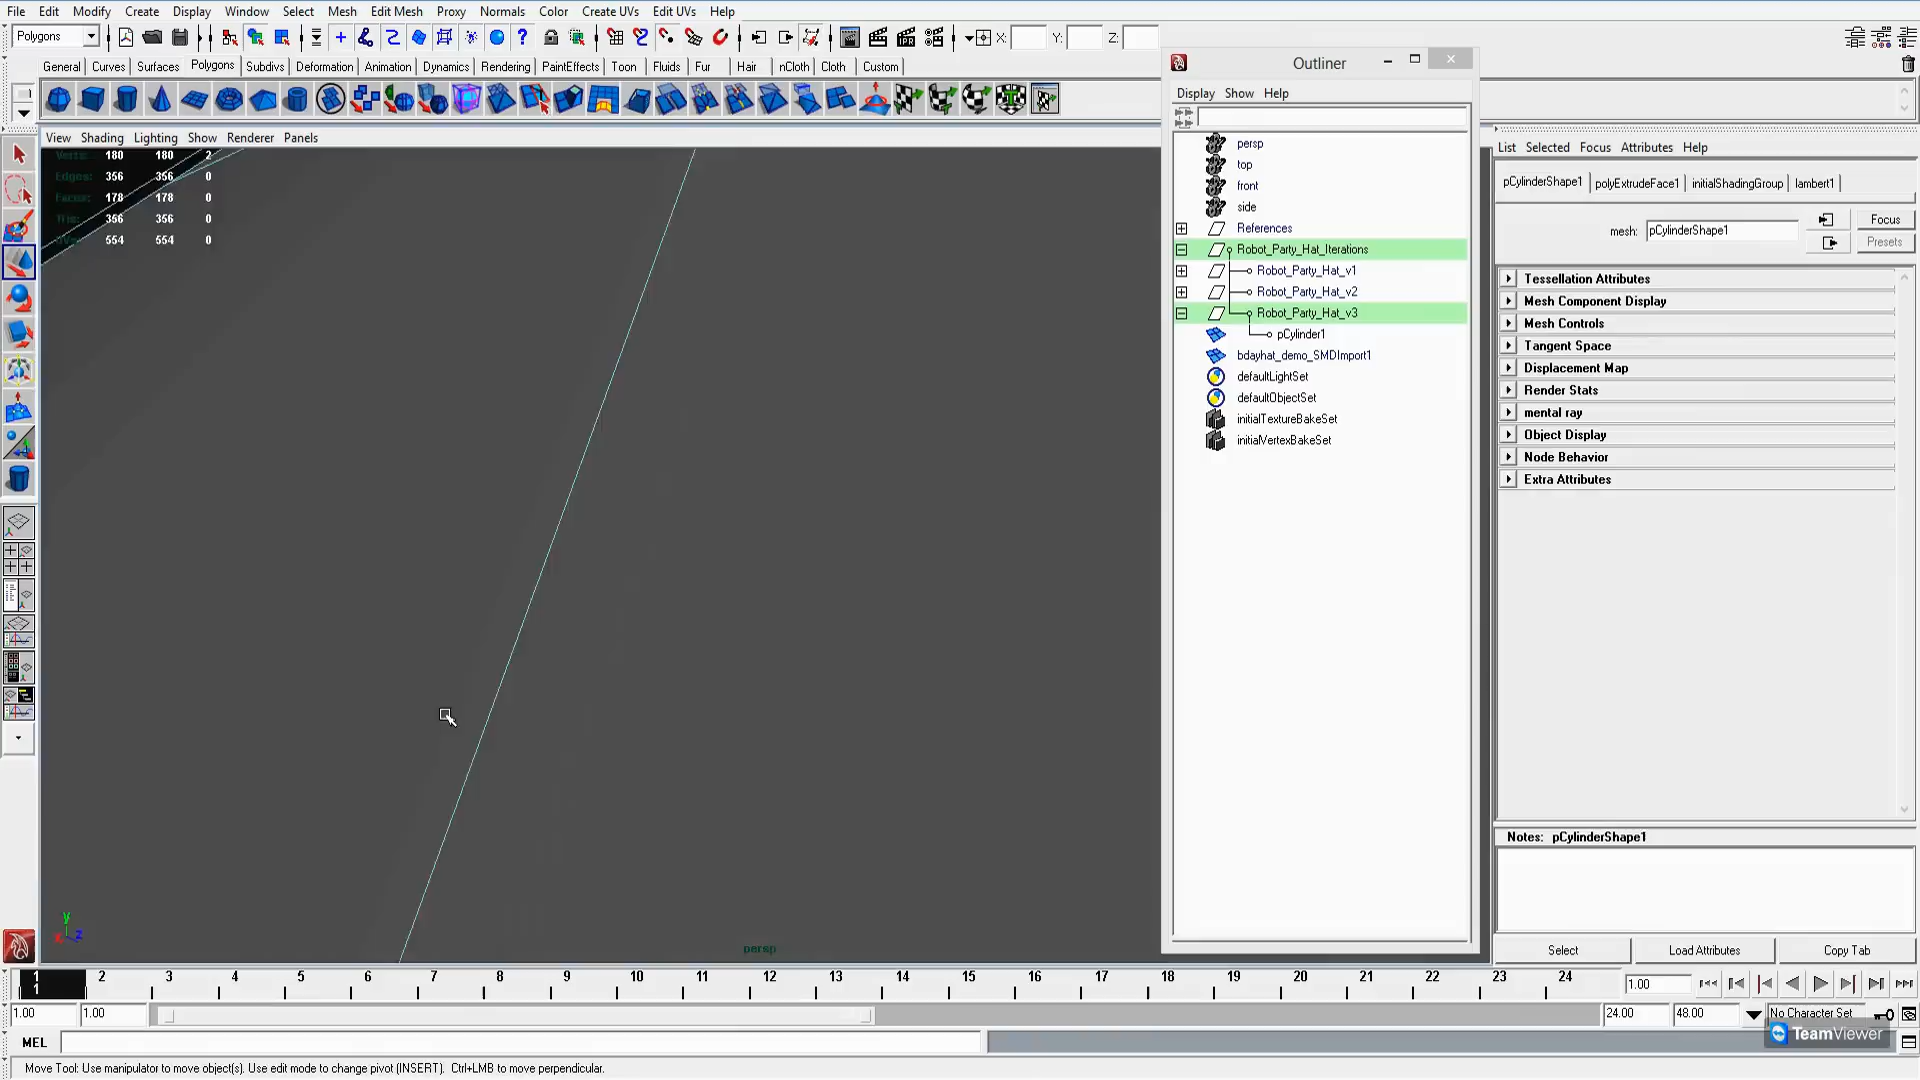 File Edit Modify Create Display Window Select Mesh Edit Mesh Proxy Normals Color Create UVs Edit UVs Help
Polygons X: Y: Z:
General Curves Surfaces Polygons Subdivs Deformation Animation Dynamics Rendering PaintEffects Toon Fluids Fur Hair nCloth Cloth Custom
View Shading Lighting Show Renderer Panels
Verts: 180 180 2
Edges: 356 356 0
Faces: 178 178 0
Tris: 356 356 0
UVs: 554 554 0
y
x z
persp
Outliner
Display Show Help
persp
top
front
side
References
Robot_Party_Hat_Iterations
Robot_Party_Hat_v1
Robot_Party_Hat_v2
Robot_Party_Hat_v3
pCylinder1
bdayhat_demo_SMDImport1
defaultLightSet
defaultObjectSet
initialTextureBakeSet
initialVertexBakeSet
List Selected Focus Attributes Help
pCylinderShape1 polyExtrudeFace1 initialShadingGroup lambert1
mesh: pCylinderShape1
Focus
Presets
Tessellation Attributes
Mesh Component Display
Mesh Controls
Tangent Space
Displacement Map
Render Stats
mental ray
Object Display
Node Behavior
Extra Attributes
Notes: pCylinderShape1
Select Load Attributes Copy Tab
1 2 3 4 5 6 7 8 9 10 11 12 13 14 15 16 17 18 19 20 21 22 23 24
1 1.00
1.00 1.00 24.00 48.00 No Character Set
MEL
TeamViewer
Move Tool: Use manipulator to move object(s). Use edit mode to change pivot (INSERT). Ctrl+LMB to move perpendicular.